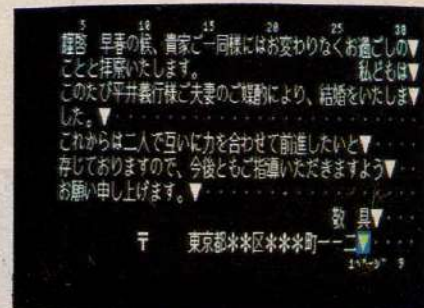 5 10 15 20 25 30
謹啓 早春の候、貴家ご一同様にはお変わりなくお過ごしの▼
ことと拝察いたします。 私どもは▼
このたび平井義行様ご夫妻のご媒酌により、結婚をいたしま▼
した。▼
これからは二人で互いに力を合わせて前進したいと▼
存じておりますので、今後ともご指導いただきますよう▼
お願い申し上げます。▼
敬 具▼
〒 東京都**区***町一ー二▼
1ページ 9